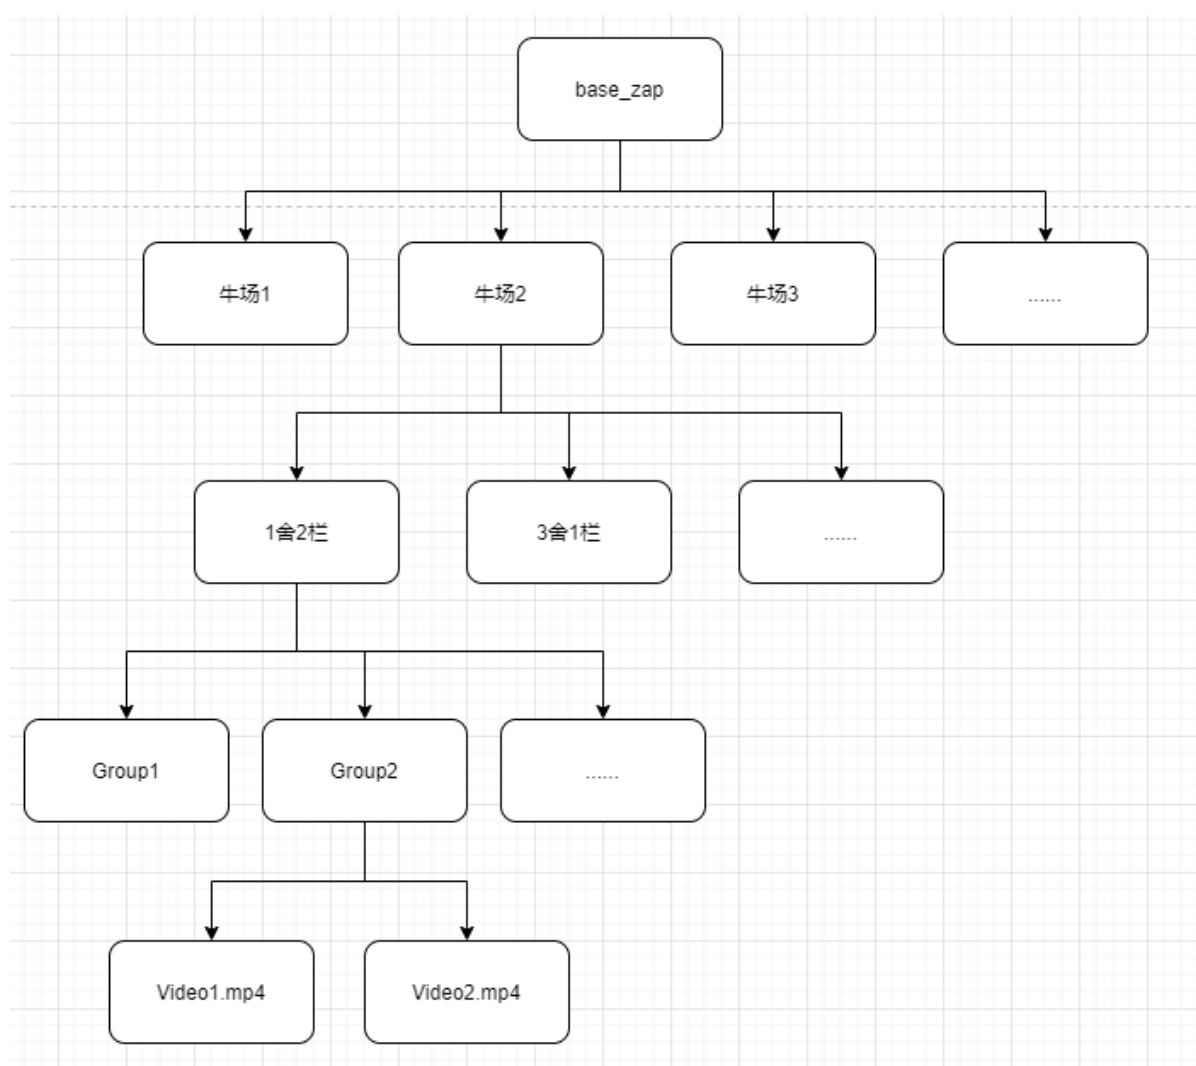 base_zap
牛场1
牛场2
牛场3
......
1舍2栏
3舍1栏
......
Group1
Group2
......
Video1.mp4
Video2.mp4